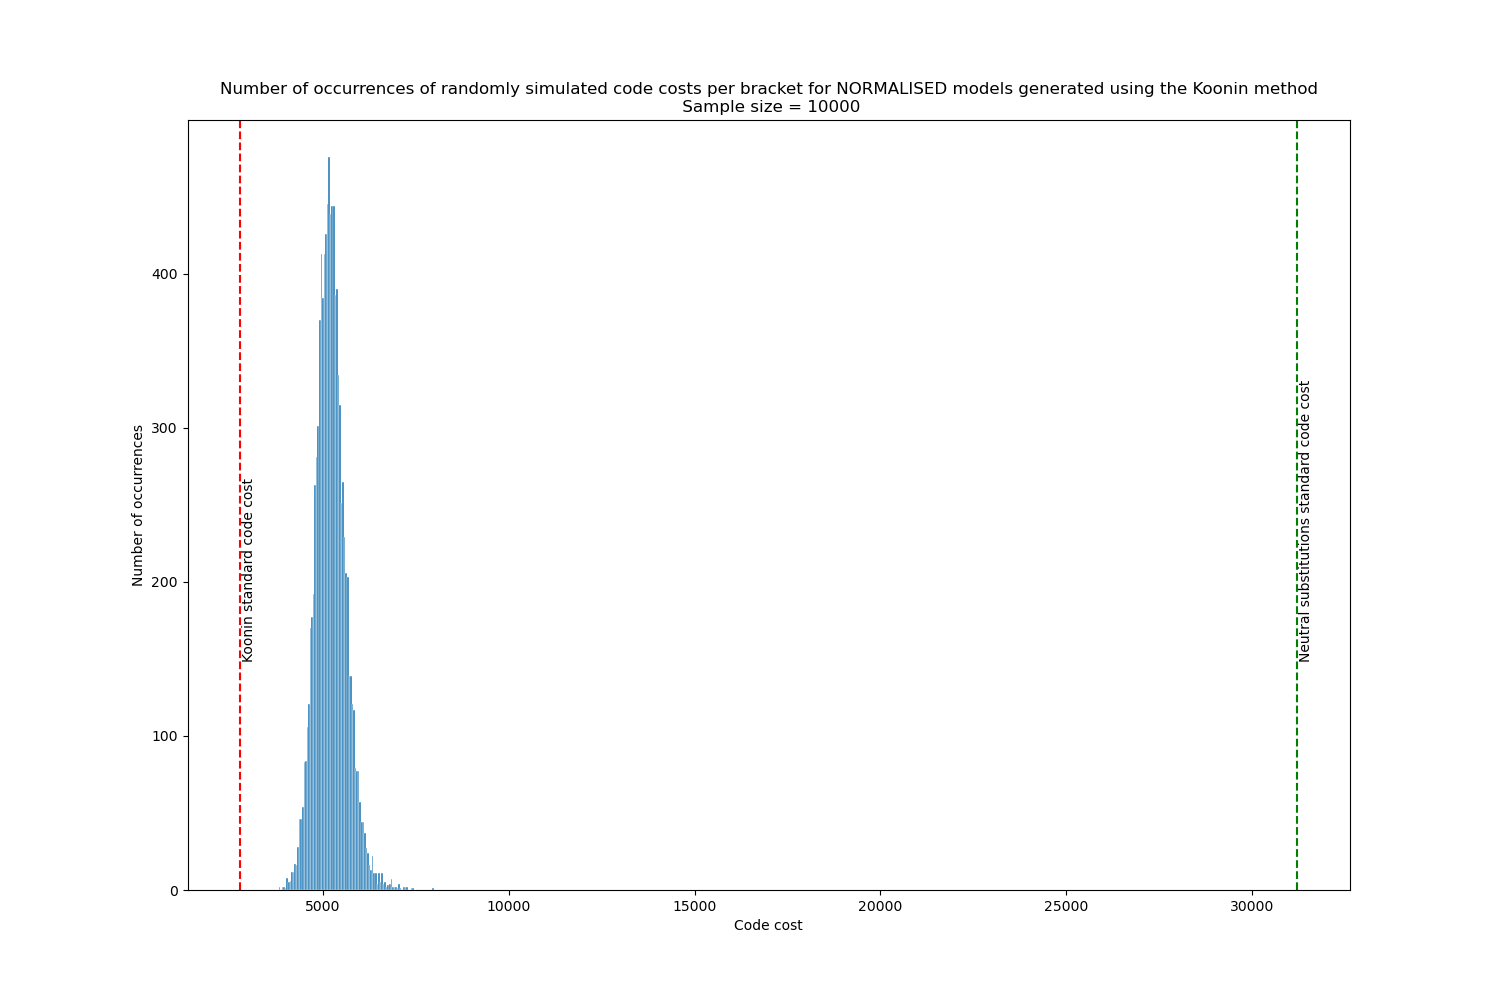 Number of occurrences of randomly simulated code costs per bracket for NORMALISED models generated using the Koonin method
Sample size = 10000
Number of occurrences
400
300
200
100
0
Koonin standard code cost
Neutral substitutions standard code cost
5000
10000
15000
20000
25000
30000
Code cost